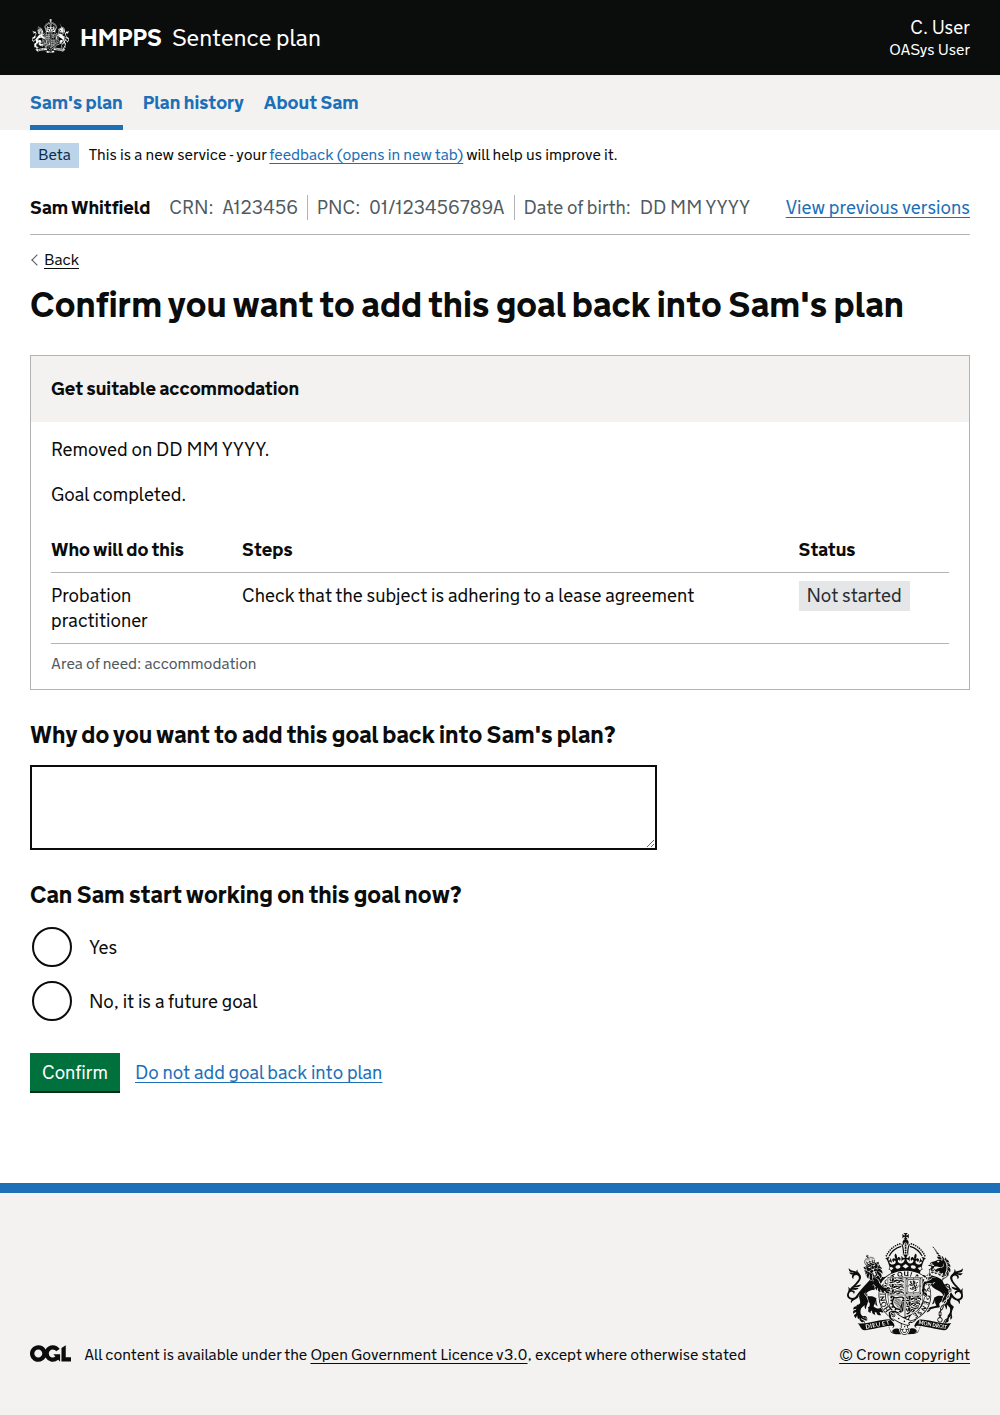 HMPPS Sentence plan
C. User
OASys User
Sam's plan Plan history About Sam
Beta This is a new service - your feedback (opens in new tab) will help us improve it.
Sam Whitfield CRN: A123456 PNC: 01/123456789A Date of birth: DD MM YYYY View previous versions
Back
Confirm you want to add this goal back into Sam's plan
Get suitable accommodation
Removed on DD MM YYYY.
Goal completed.
Who will do this Steps Status
Probation practitioner Check that the subject is adhering to a lease agreement Not started
Area of need: accommodation
Why do you want to add this goal back into Sam's plan?
Can Sam start working on this goal now?
Yes
No, it is a future goal
Confirm Do not add goal back into plan
DIEU ET MON DROIT
OGL All content is available under the Open Government Licence v3.0, except where otherwise stated
© Crown copyright